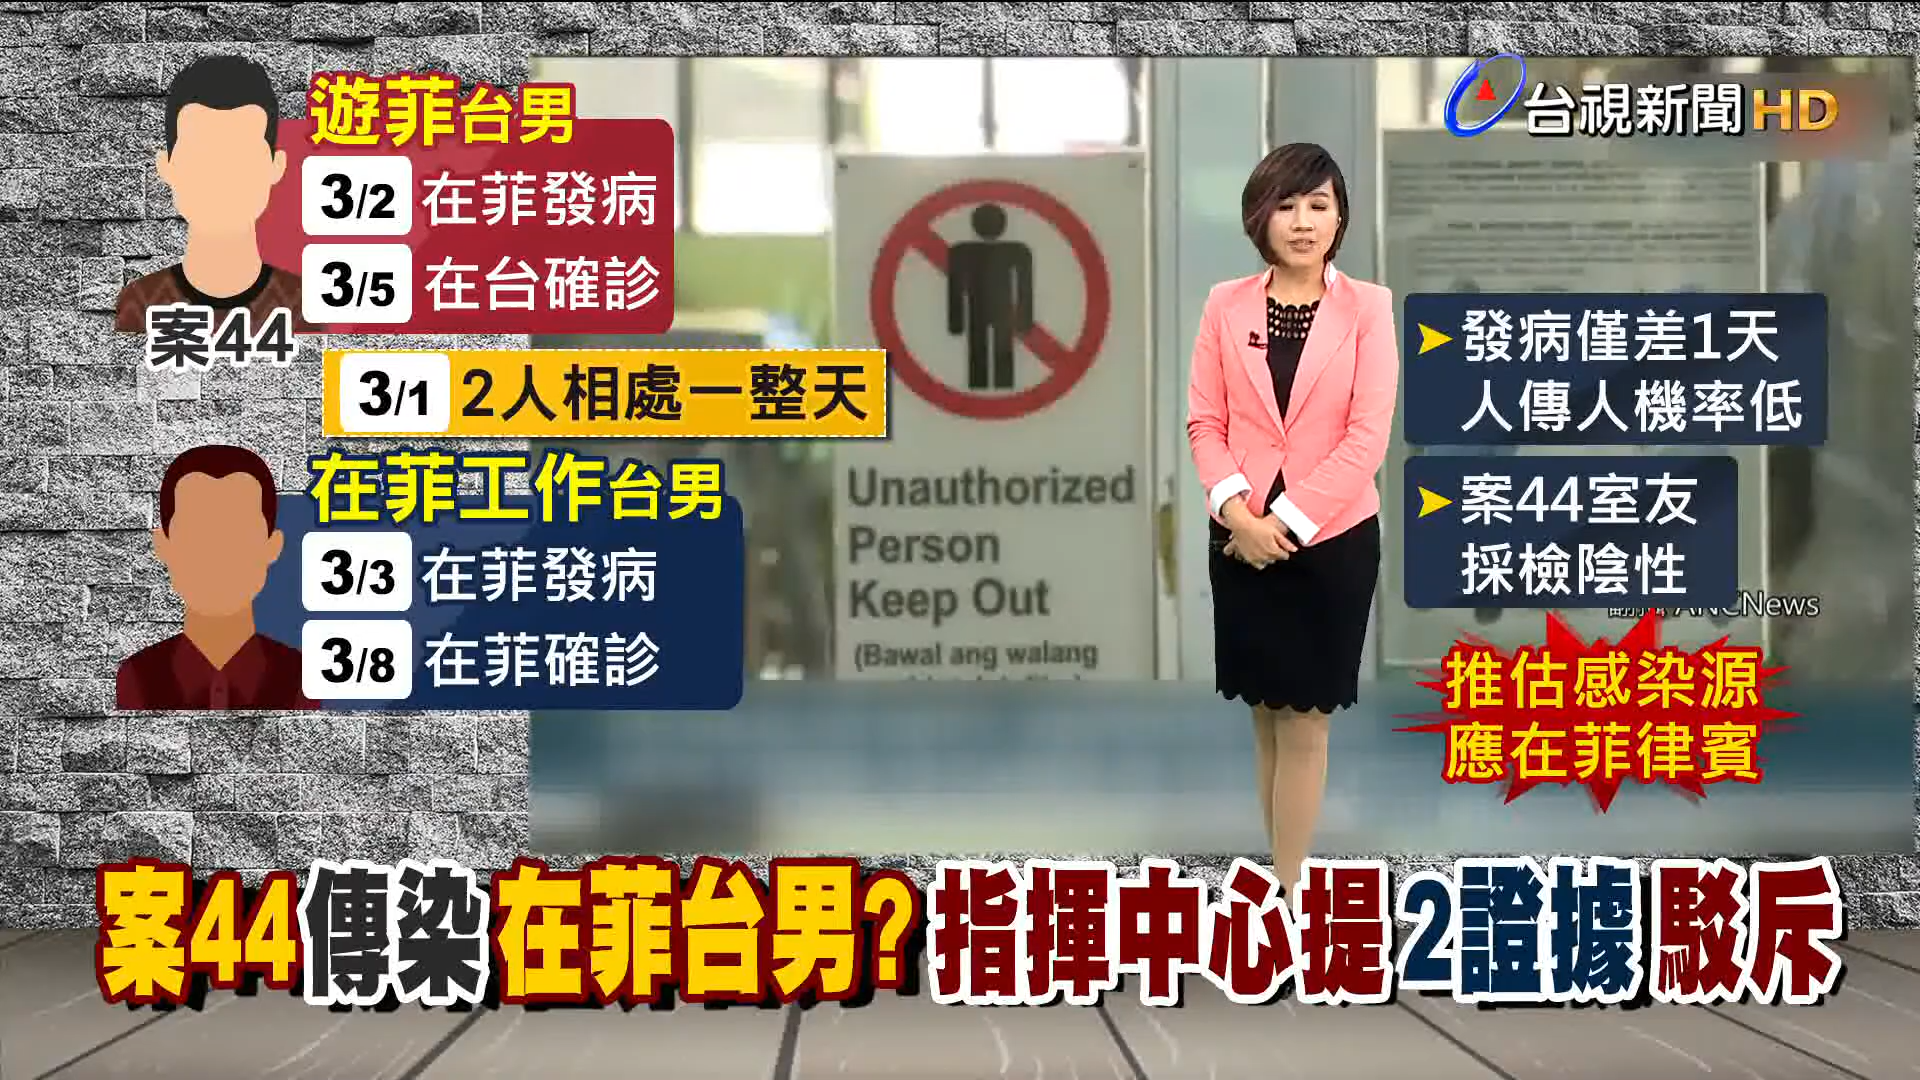 台視新聞HD
遊菲台男
3/2 在菲發病
3/5 在台確診
案44
3/1 2人相處一整天
在菲工作台男
3/3 在菲發病
3/8 在菲確診
Unauthorized
Person
Keep Out
(Bawal ang walang
發病僅差1天
人傳人機率低
案44室友
採檢陰性
ANCNews
推估感染源
應在菲律賓
案44傳染在菲台男?指揮中心提2證據駁斥